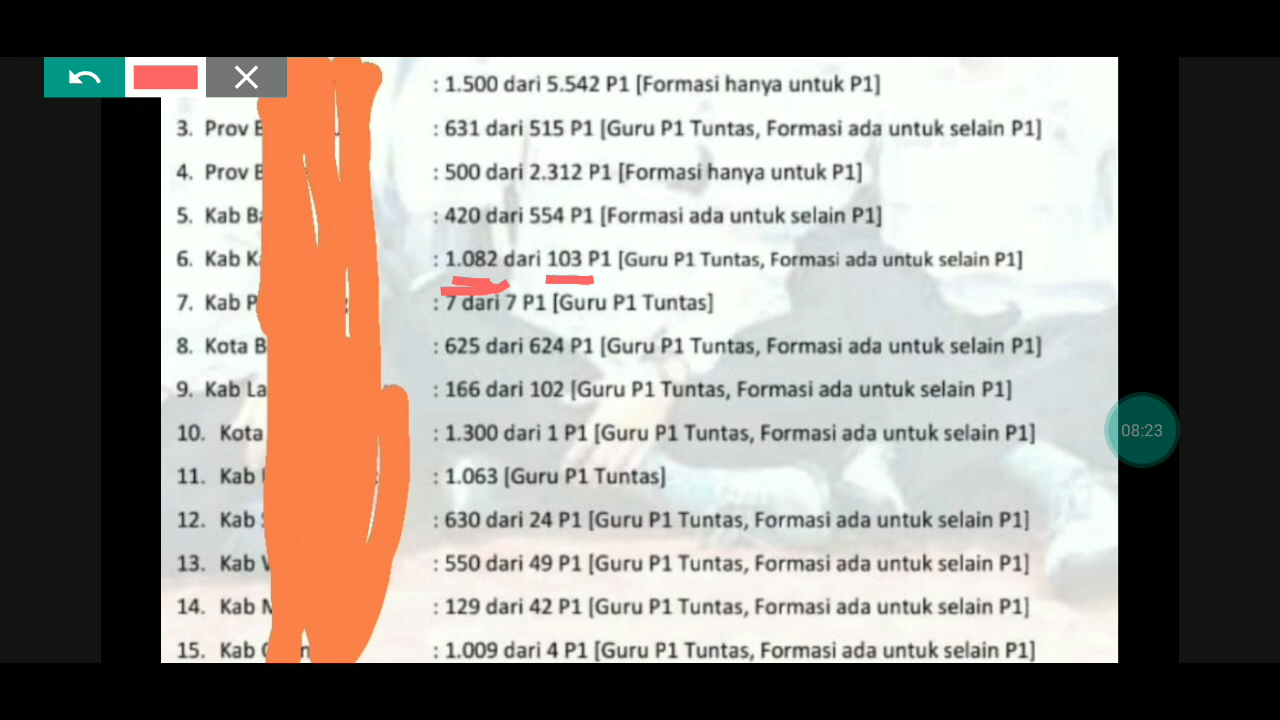 : 1.500 dari 5.542 P1 [Formasi hanya untuk P1]
3. Prov : 631 dari 515 P1 [Guru P1 Tuntas, Formasi ada untuk selain P1]
4. Prov : 500 dari 2.312 P1 [Formasi hanya untuk P1]
5. Kab : 420 dari 554 P1 [Formasi ada untuk selain P1]
6. Kab : 1.082 dari 103 P1 [Guru P1 Tuntas, Formasi ada untuk selain P1]
7. Kab : 7 dari 7 P1 [Guru P1 Tuntas]
8. Kota : 625 dari 624 P1 [Guru P1 Tuntas, Formasi ada untuk selain P1]
9. Kab : 166 dari 102 [Guru P1 Tuntas, Formasi ada untuk selain P1]
10. Kota : 1.300 dari 1 P1 [Guru P1 Tuntas, Formasi ada untuk selain P1]
11. Kab : 1.063 [Guru P1 Tuntas]
12. Kab : 630 dari 24 P1 [Guru P1 Tuntas, Formasi ada untuk selain P1]
13. Kab : 550 dari 49 P1 [Guru P1 Tuntas, Formasi ada untuk selain P1]
14. Kab : 129 dari 42 P1 [Guru P1 Tuntas, Formasi ada untuk selain P1]
15. Kab : 1.009 dari 4 P1 [Guru P1 Tuntas, Formasi ada untuk selain P1]
08:23